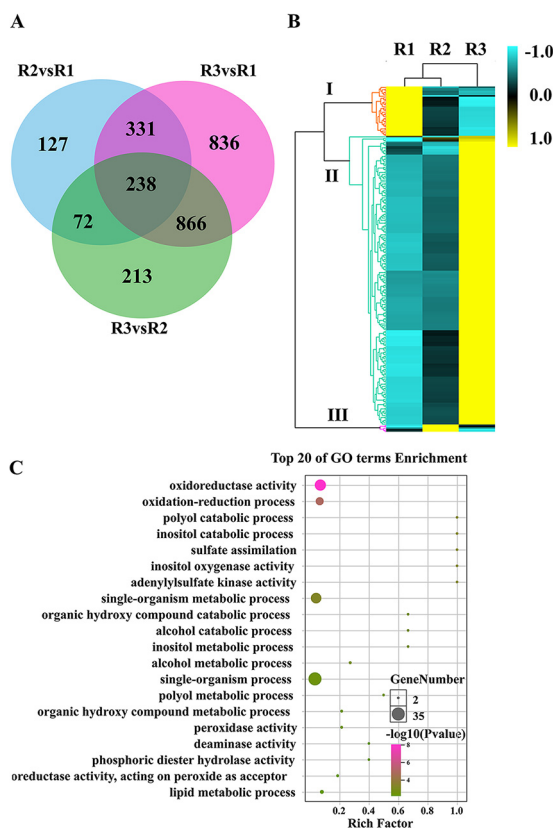 A
R2vsR1
R3vsR1
127
331
836
238
72
866
213
R3vsR2
B
R1 R2 R3
I
II
III
-1.0
0.0
1.0
C
Top 20 of GO terms Enrichment
oxidoreductase activity
oxidation-reduction process
polyol catabolic process
inositol catabolic process
sulfate assimilation
inositol oxygenase activity
adenylylsulfate kinase activity
single-organism metabolic process
organic hydroxy compound catabolic process
alcohol catabolic process
inositol metabolic process
alcohol metabolic process
single-organism process
polyol metabolic process
organic hydroxy compound metabolic process
peroxidase activity
deaminase activity
phosphoric diester hydrolase activity
oreductase activity, acting on peroxide as acceptor
lipid metabolic process
GeneNumber
2
35
-log10(Pvalue)
8
6
4
0.2 0.4 0.6 0.8 1.0
Rich Factor